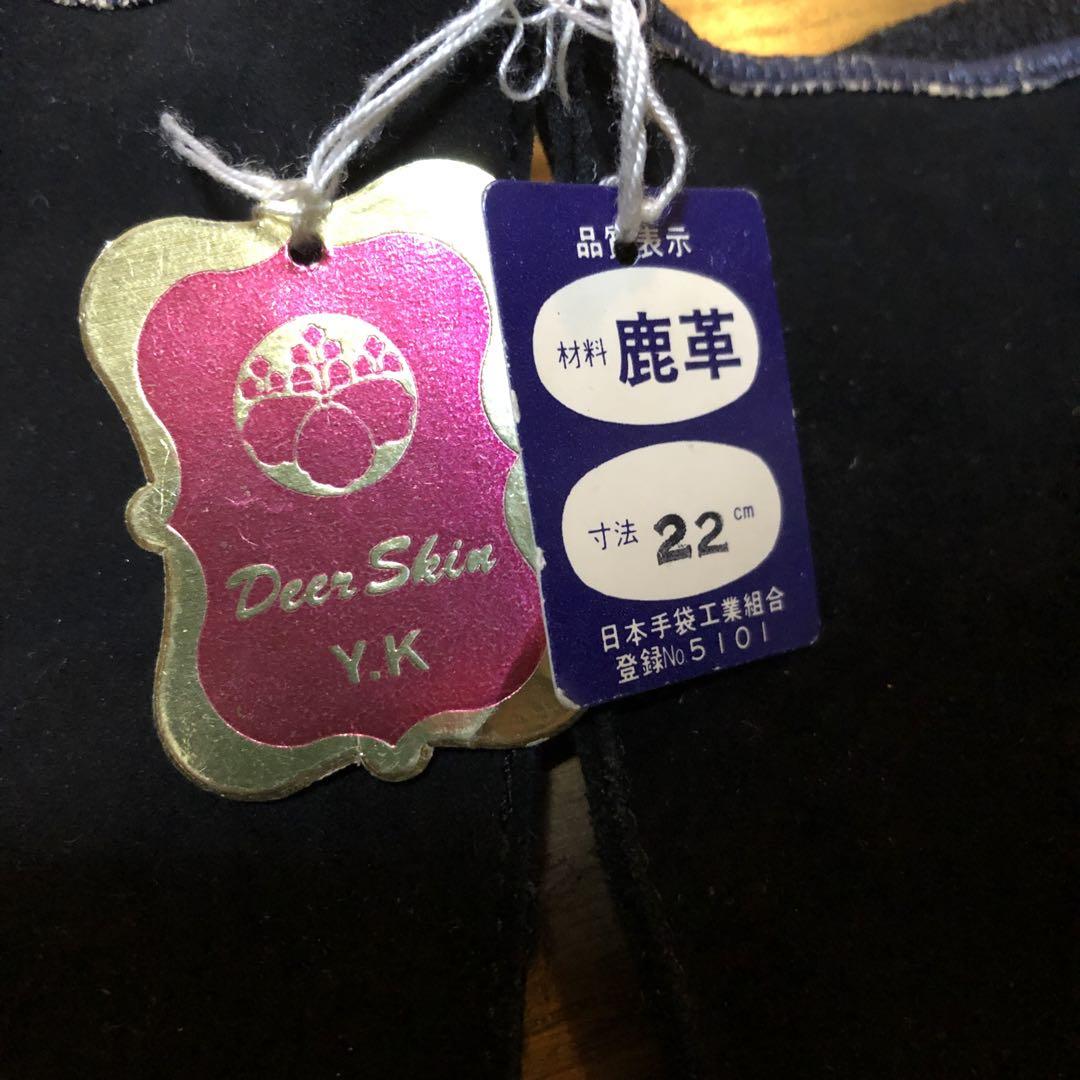 Deer Skin
Y.K
品質表示
材料 鹿革
寸法 22 cm
日本手袋工業組合
登録No.5101